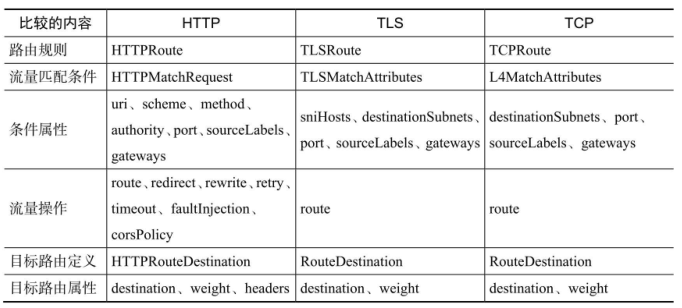 比较的内容 HTTP TLS TCP
路由规则 HTTPRoute TLSRoute TCPRoute
流量匹配条件 HTTPMatchRequest TLSMatchAttributes L4MatchAttributes
条件属性
uri、scheme、method、
authority、port、sourceLabels、
gateways
sniHosts、destinationSubnets、
port、sourceLabels、gateways
destinationSubnets、port、
sourceLabels、gateways
流量操作
route、redirect、rewrite、retry、
timeout、faultInjection、
corsPolicy
route
route
目标路由定义 HTTPRouteDestination RouteDestination RouteDestination
目标路由属性 destination、weight、headers destination、weight destination、weight